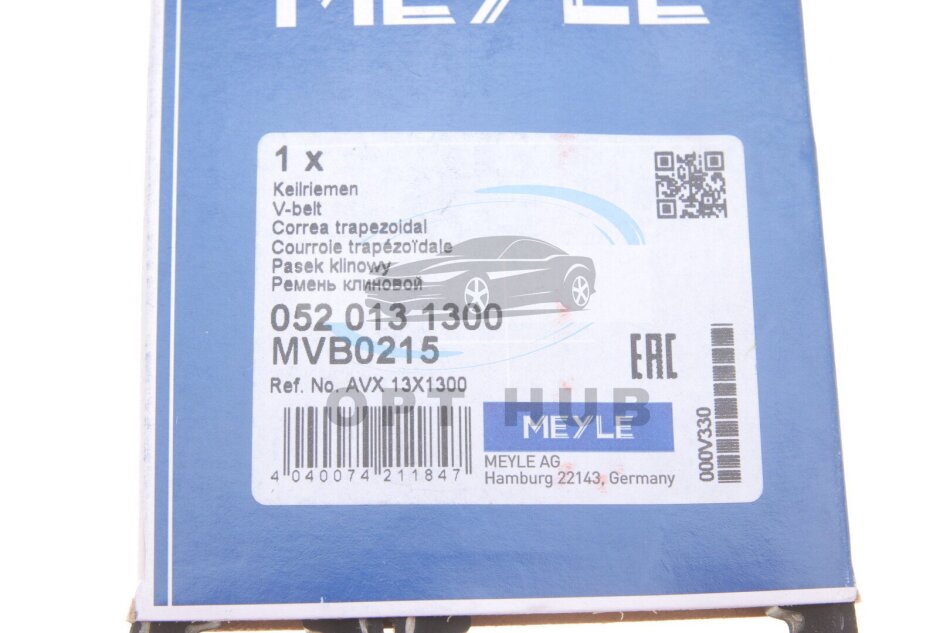 MEYLE
1 x
Keilriemen
V-belt
Correa trapezoidal
Courroie trapézoïdale
Pasek klinowy
Ремень клиновой
052 013 1300
MVB0215
Ref. No. AVX 13X1300
EAC
OPT HUB
MEYLE
4 040074 211847
MEYLE AG
Hamburg 22143, Germany
000V330